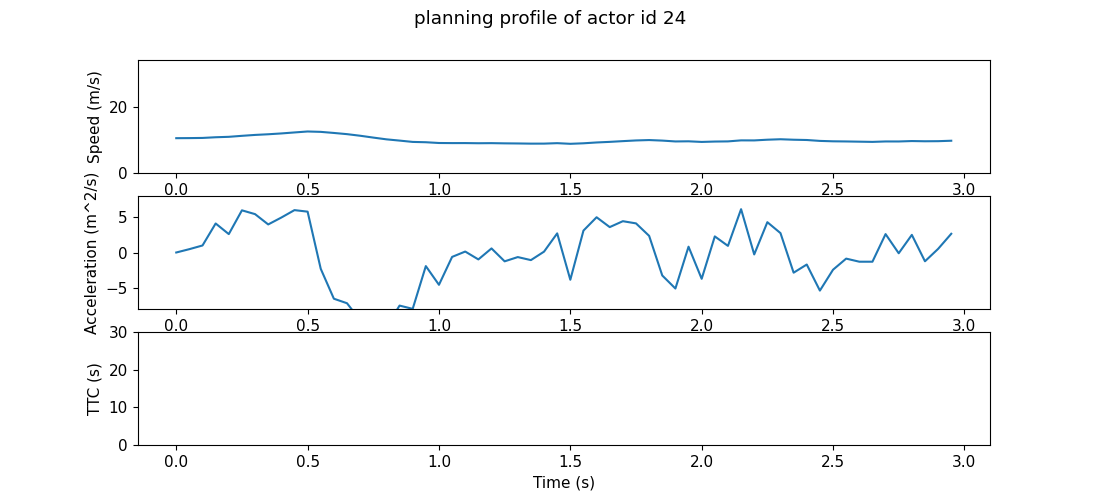 planning profile of actor id 24
Speed (m/s)
20
0
0.0 0.5 1.0 1.5 2.0 2.5 3.0
Acceleration (m^2/s)
5
0
−5
0.0 0.5 1.0 1.5 2.0 2.5 3.0
TTC (s)
30
20
10
0
0.0 0.5 1.0 1.5 2.0 2.5 3.0
Time (s)